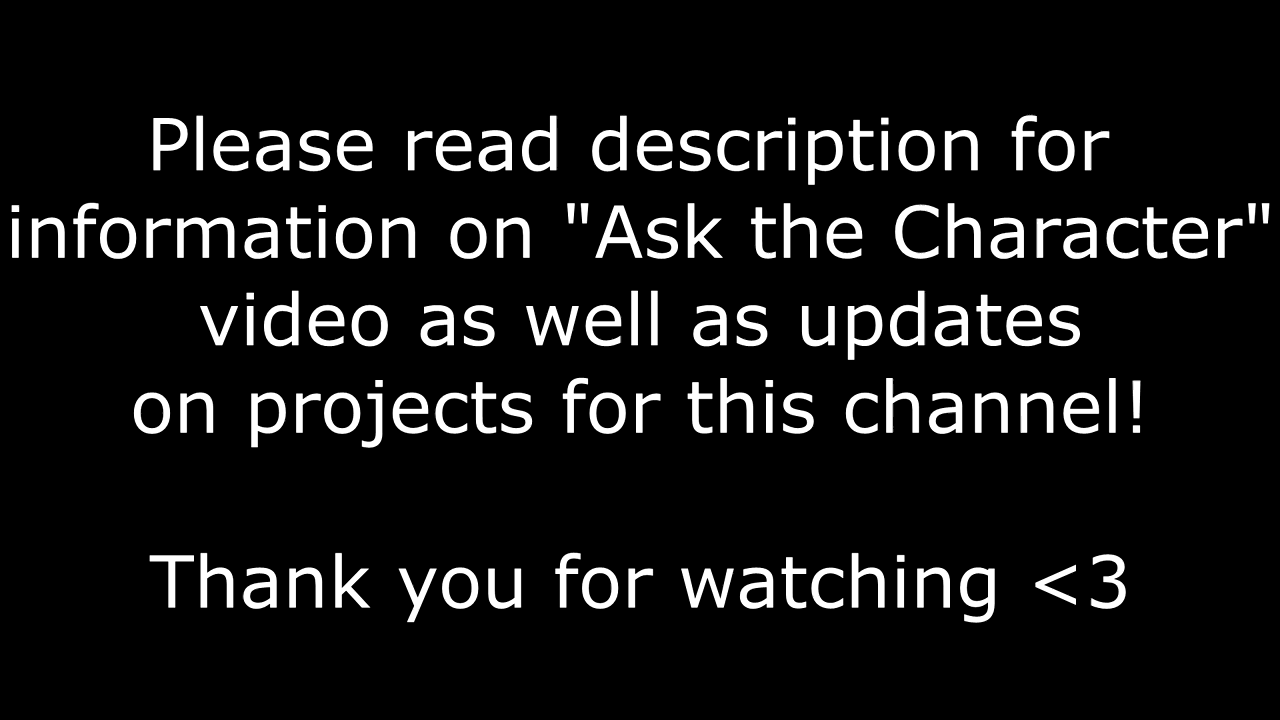 Please read description for
information on "Ask the Character"
video as well as updates
on projects for this channel!
Thank you for watching <3